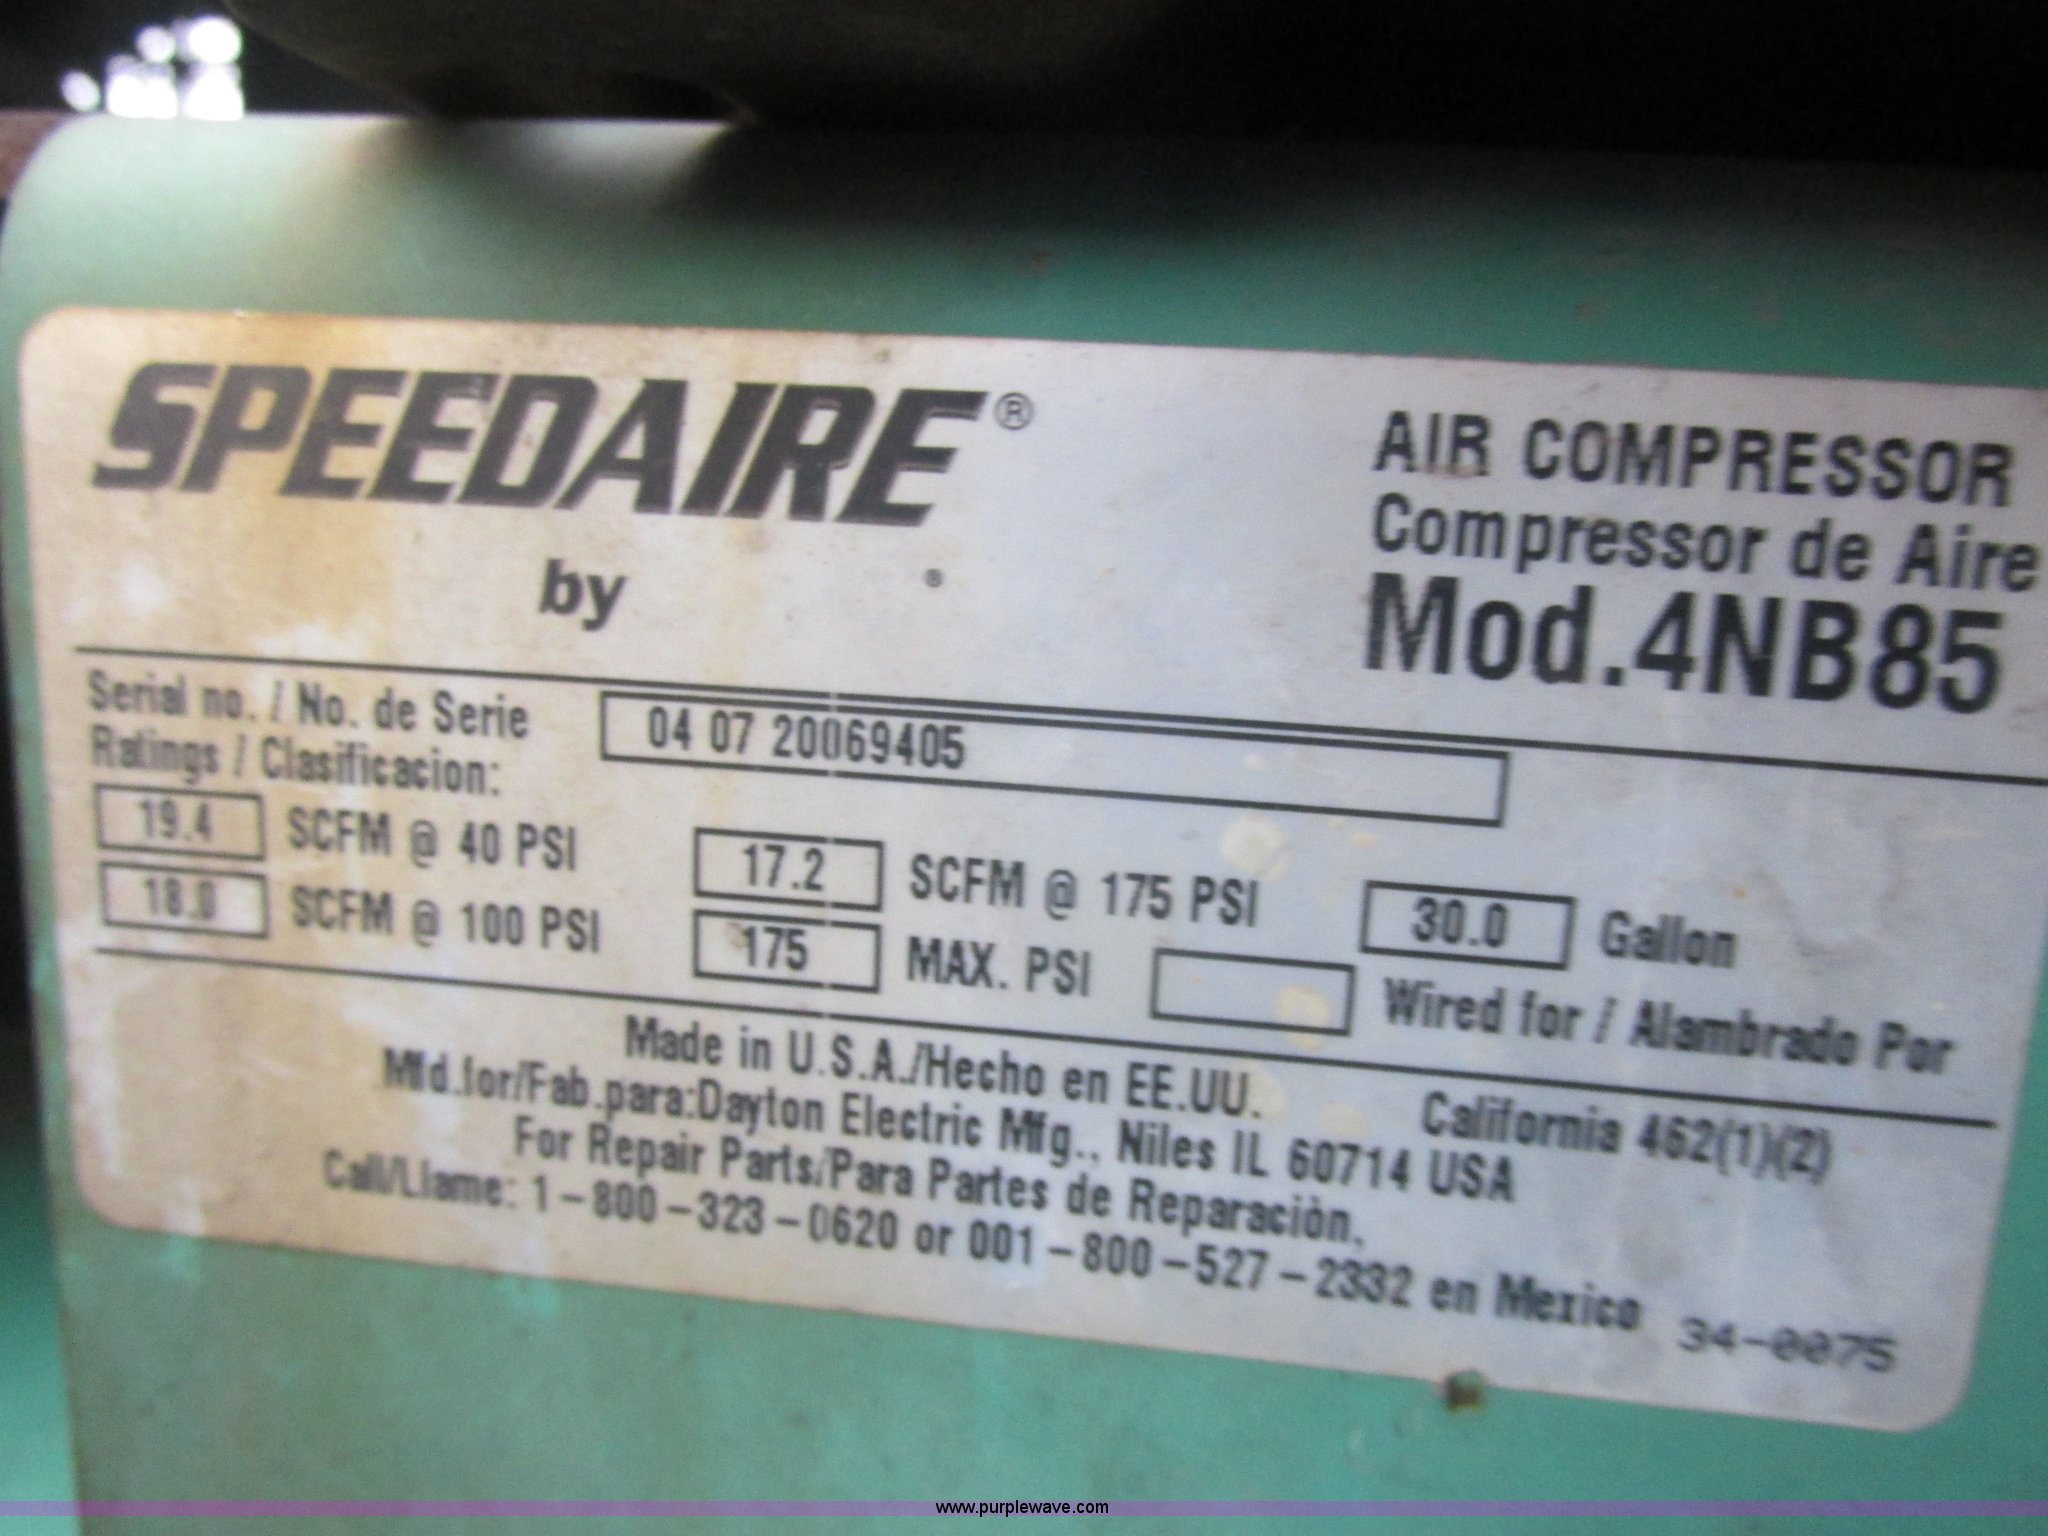 SPEEDAIRE®
by ®
AIR COMPRESSOR
Compressor de Aire
Mod.4NB85
Serial no. / No. de Serie 04 07 20069405
Ratings / Clasificacion:
19.4 SCFM @ 40 PSI 17.2 SCFM @ 175 PSI 30.0 Gallon
18.0 SCFM @ 100 PSI 175 MAX. PSI Wired for / Alambrado Por
Made in U.S.A./Hecho en EE.UU. California 462(1)(2)
Mfd.for/Fab.para:Dayton Electric Mfg., Niles IL 60714 USA
For Repair Parts/Para Partes de Reparaciòn,
Call/Llame: 1-800-323-0620 or 001-800-527-2332 en Mexico 34-0075
www.purplewave.com